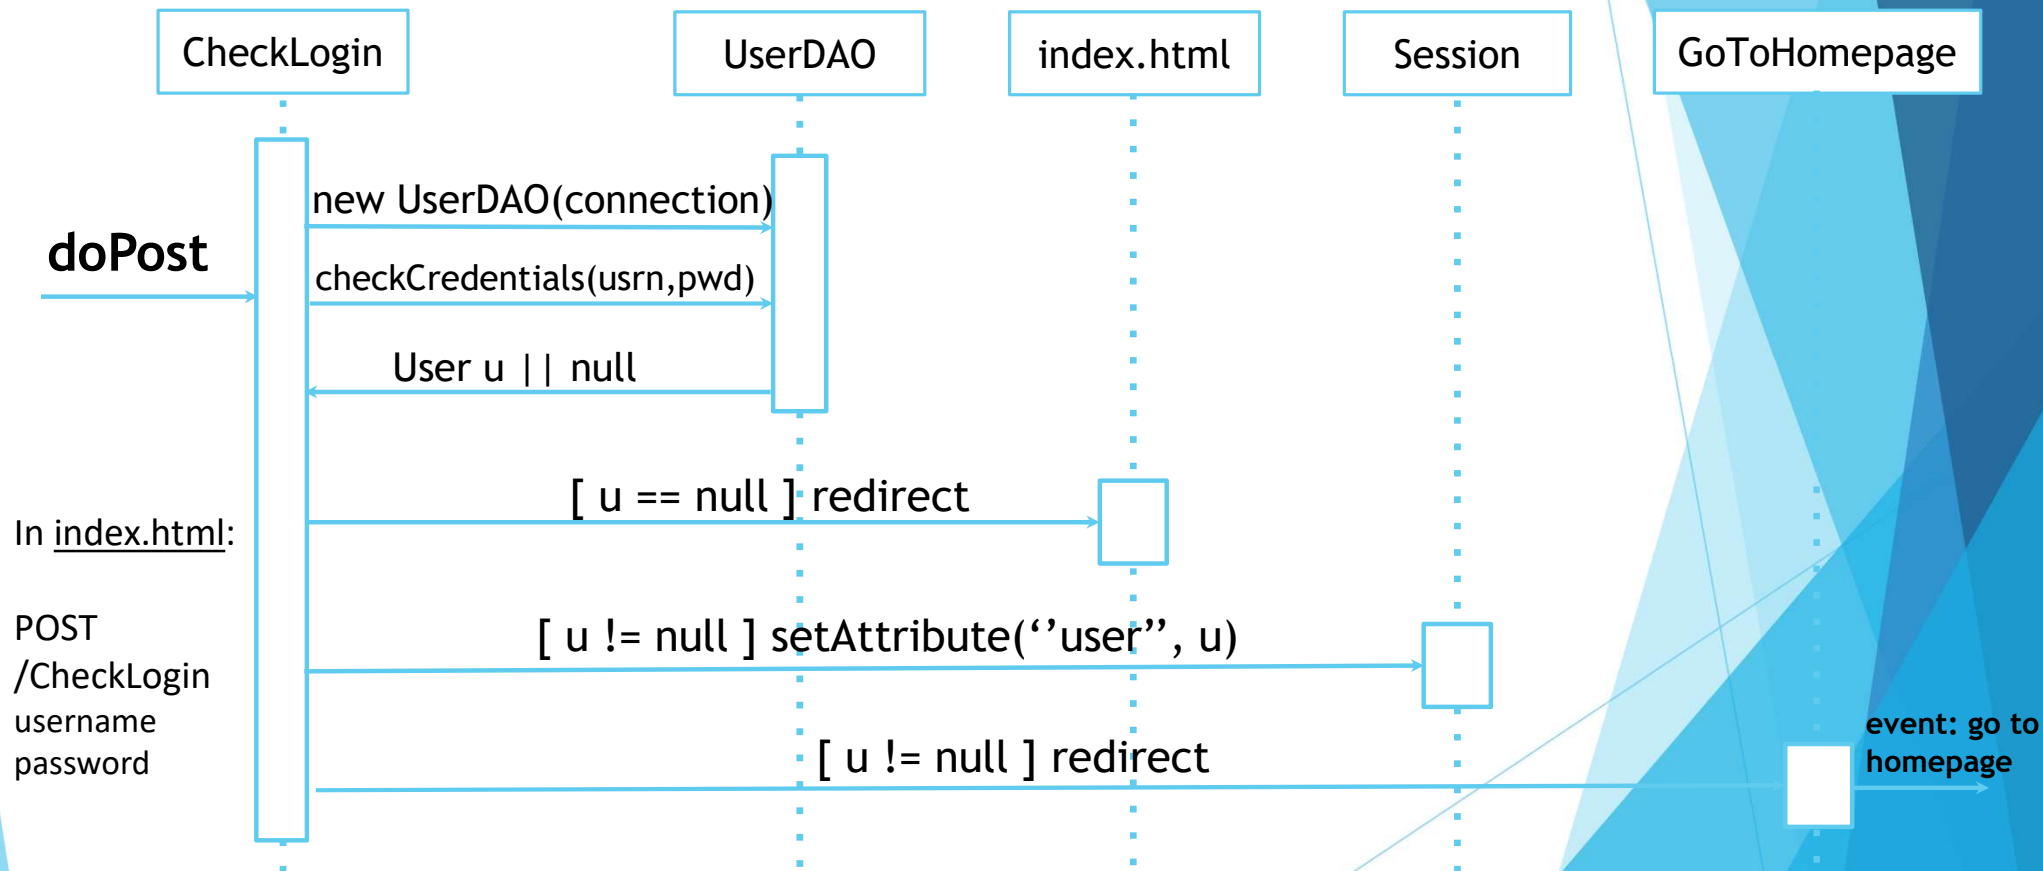 CheckLogin
UserDAO
index.html
Session
GoToHomepage
new UserDAO(connection)
doPost
checkCredentials(usrn,pwd)
User u || null
[ u == null ] redirect
In index.html:
POST
/CheckLogin
username
password
[ u != null ] setAttribute(‘’user’’, u)
[ u != null ] redirect
event: go to
homepage